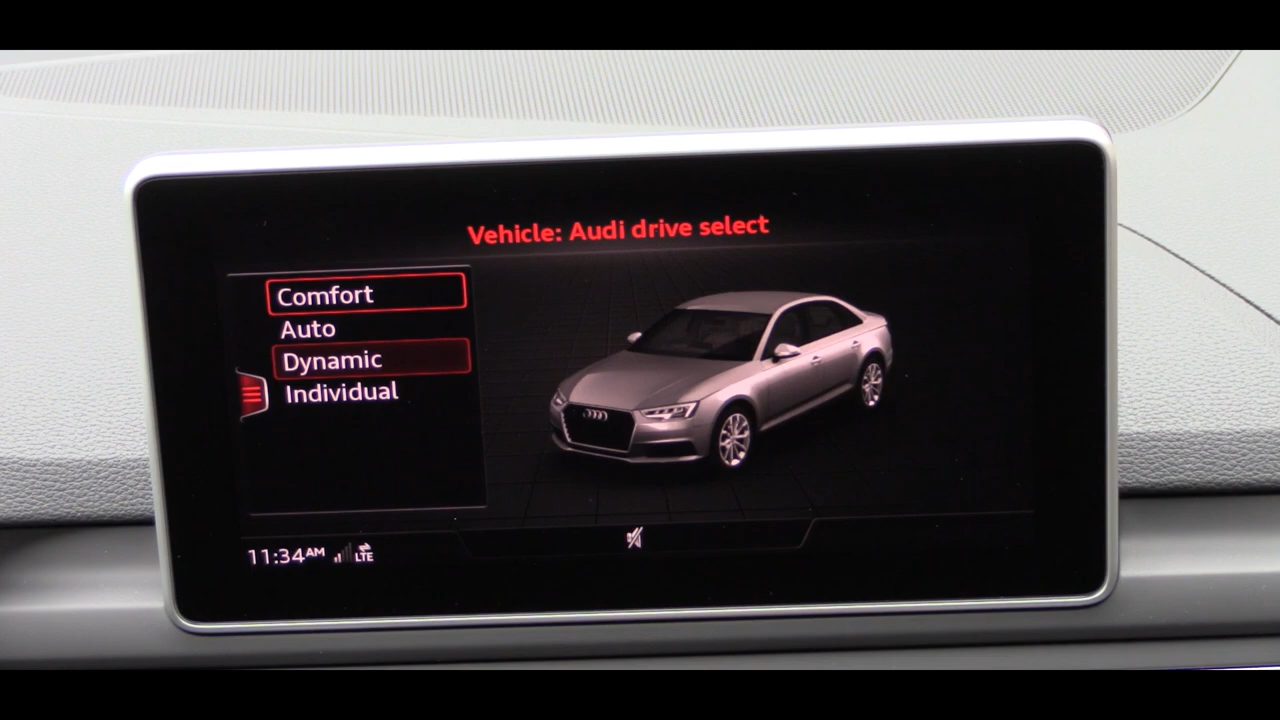 Vehicle: Audi drive select
Comfort
Auto
Dynamic
Individual
11:34AM LTE